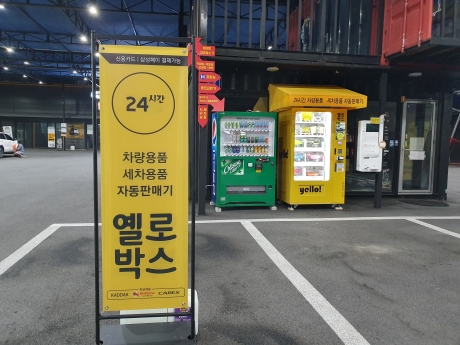 신용카드 | 삼성페이 결제가능
24시간
차량용품
세차용품
자동판매기
옐로
박스
KADDAK
CAREX
24시간 차량용품 · 세차용품 자동판매기
yello!